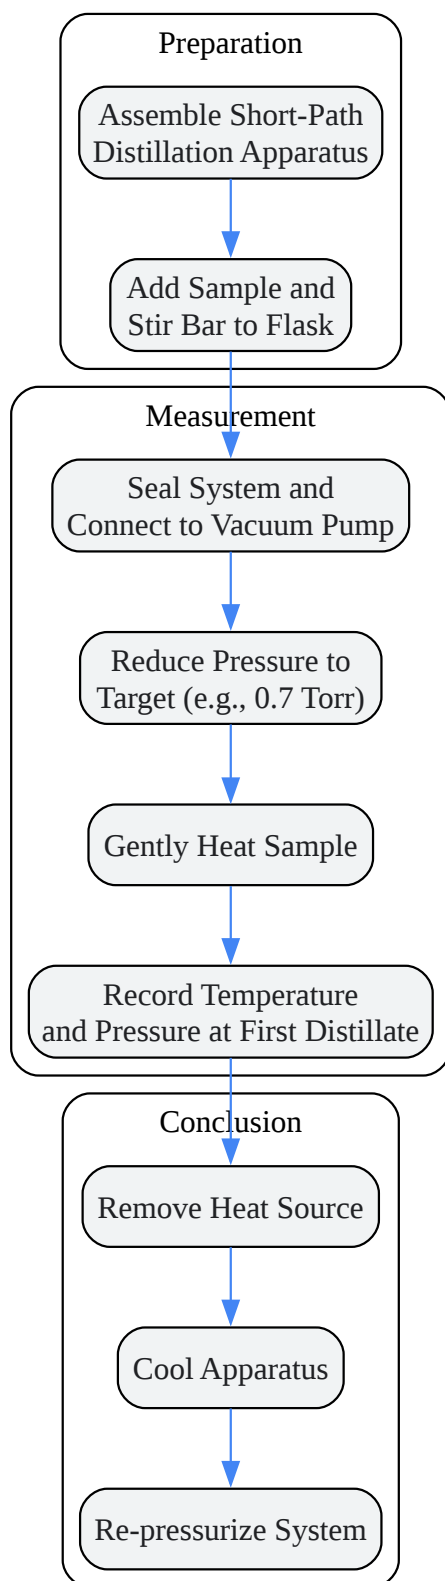 Preparation
Assemble Short-Path
Distillation Apparatus
Add Sample and
Stir Bar to Flask
Measurement
Seal System and
Connect to Vacuum Pump
Reduce Pressure to
Target (e.g., 0.7 Torr)
Gently Heat Sample
Record Temperature
and Pressure at First Distillate
Conclusion
Remove Heat Source
Cool Apparatus
Re-pressurize System